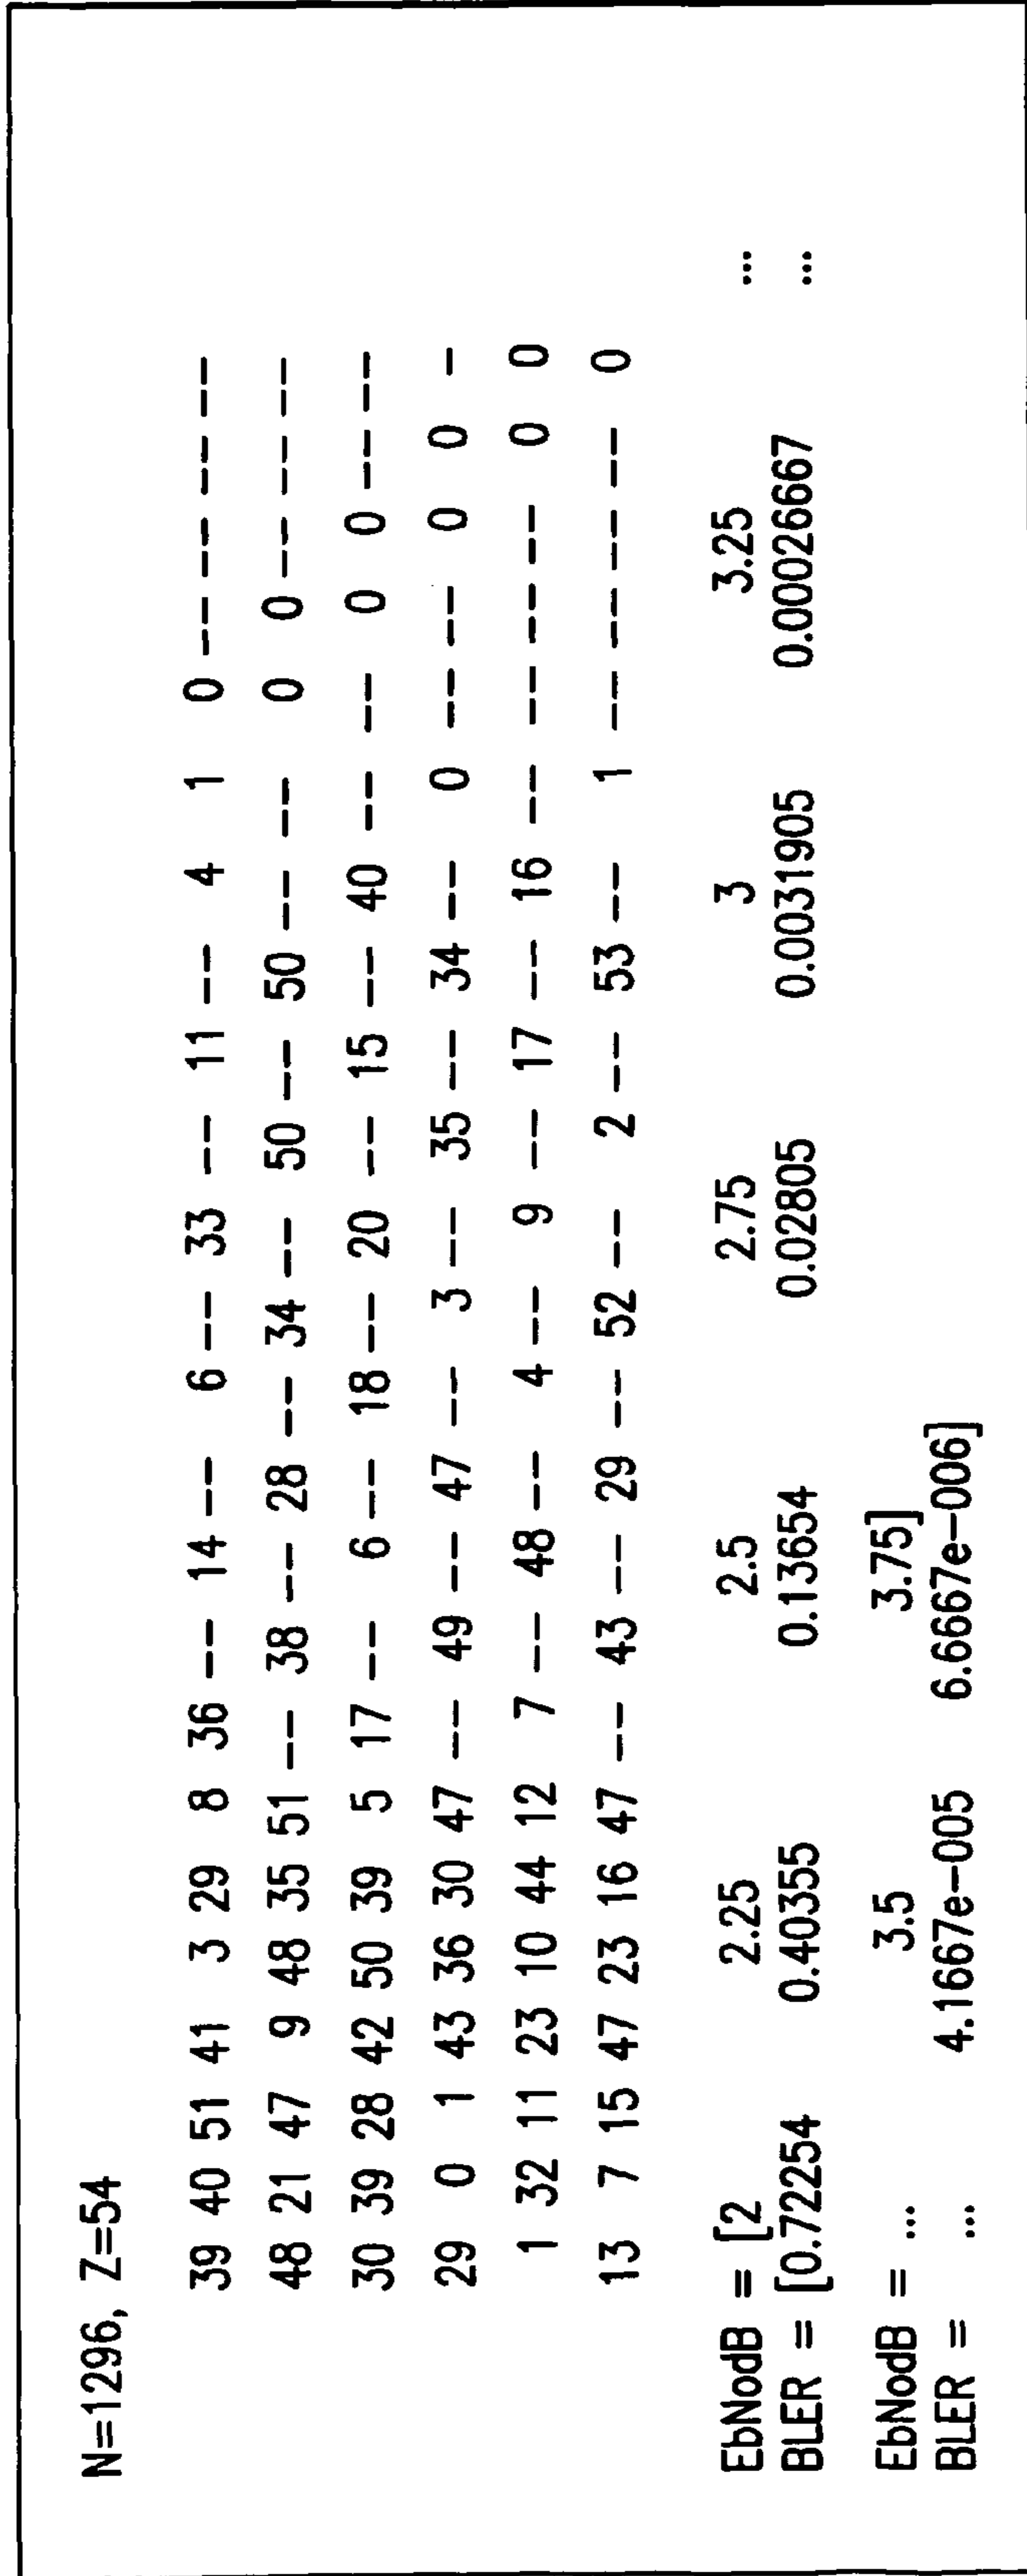 N=1296, Z=54
39 40 51 41 3 29 8 36 -- 14 -- 6 -- 33 -- 11 -- 4 1 0 -- -- -- --
48 21 47 9 48 35 51 -- 38 -- 28 -- 34 -- 50 -- 50 -- -- 0 0 -- -- --
30 39 28 42 50 39 5 17 -- 6 -- 18 -- 20 -- 15 -- 40 -- -- 0 0 -- --
29 0 1 43 36 30 47 -- 49 -- 47 -- 3 -- 35 -- 34 -- 0 -- -- 0 0 -
1 32 11 23 10 44 12 7 -- 48 -- 4 -- 9 -- 17 -- 16 -- -- -- -- 0 0
13 7 15 47 23 16 47 -- 43 -- 29 -- 52 -- 2 -- 53 -- 1 -- -- -- -- 0
EbNodB = [2 2.25 2.5 2.75 3 3.25 ...
BLER = [0.72254 0.40355 0.13654 0.02805 0.0031905 0.00026667 ...
EbNodB = ... 3.5 3.75]
BLER = ... 4.1667e-005 6.6667e-006]